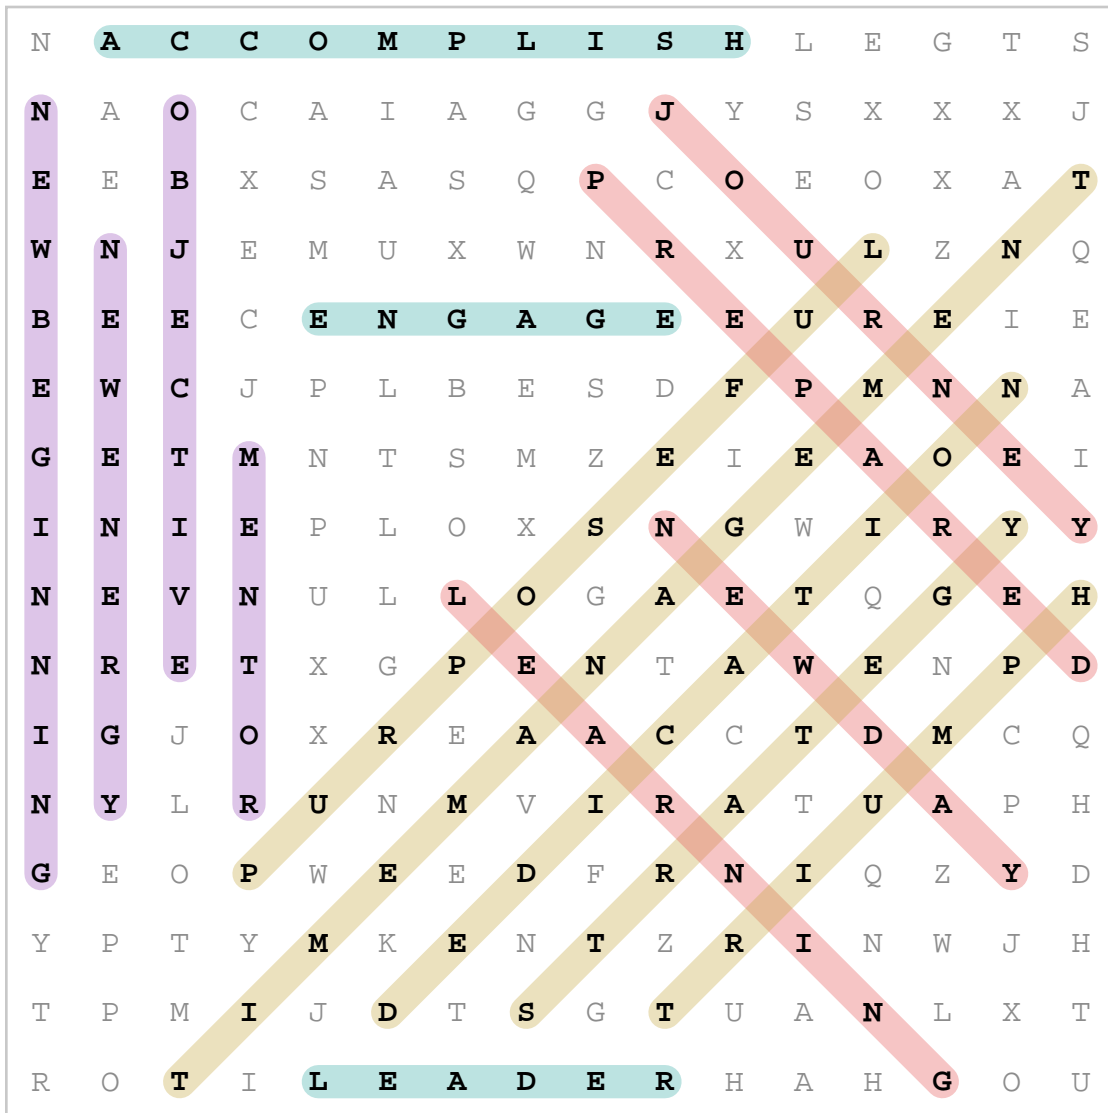 N A C C O M P L I S H L E G T S
N A O C A I A G G J Y S X X X J
E E B X S A S Q P C O E O X A T
W N J E M U X W N R X U L Z N Q
B E E C E N G A G E E U R E I E
E W C J P L B E S D F P M N N A
G E T M N T S M Z E I E A O E I
I N I E P L O X S N G W I R Y Y
N E V N U L L O G A E T Q G E H
N R E T X G P E N T A W E N P D
I G J O X R E A A C C T D M C Q
N Y L R U N M V I R A T U A P H
G E O P W E E D F R N I Q Z Y D
Y P T Y M K E N T Z R I N W J H
T P M I J D T S G T U A N L X T
R O T I L E A D E R H A H G O U